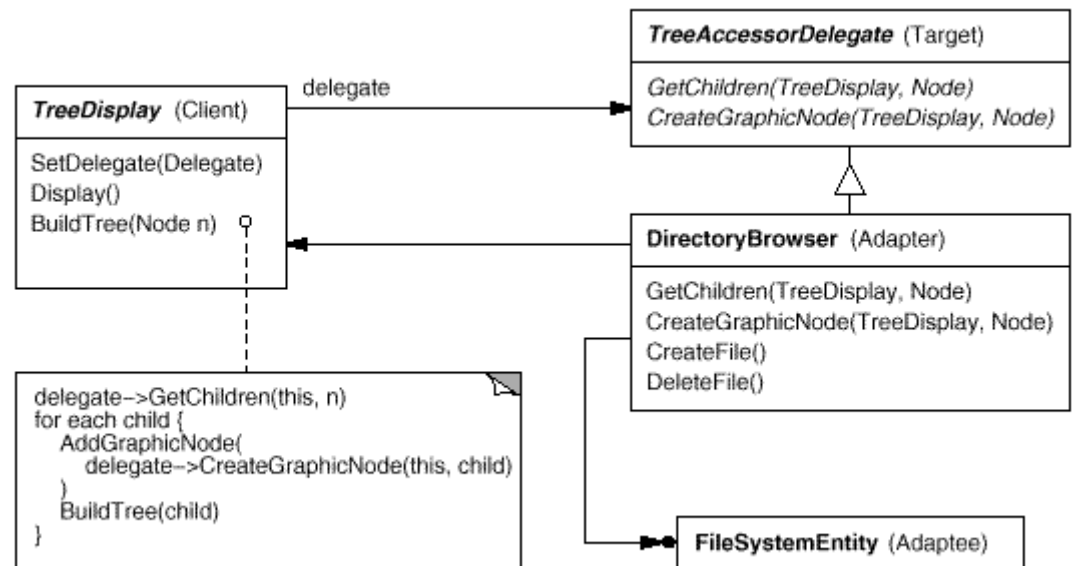 TreeAccessorDelegate (Target)
GetChildren(TreeDisplay, Node)
CreateGraphicNode(TreeDisplay, Node)
delegate
TreeDisplay (Client)
SetDelegate(Delegate)
Display()
BuildTree(Node n)
DirectoryBrowser (Adapter)
GetChildren(TreeDisplay, Node)
CreateGraphicNode(TreeDisplay, Node)
CreateFile()
DeleteFile()
delegate–>GetChildren(this, n)
for each child {
AddGraphicNode(
delegate–>CreateGraphicNode(this, child)
)
BuildTree(child)
}
FileSystemEntity (Adaptee)